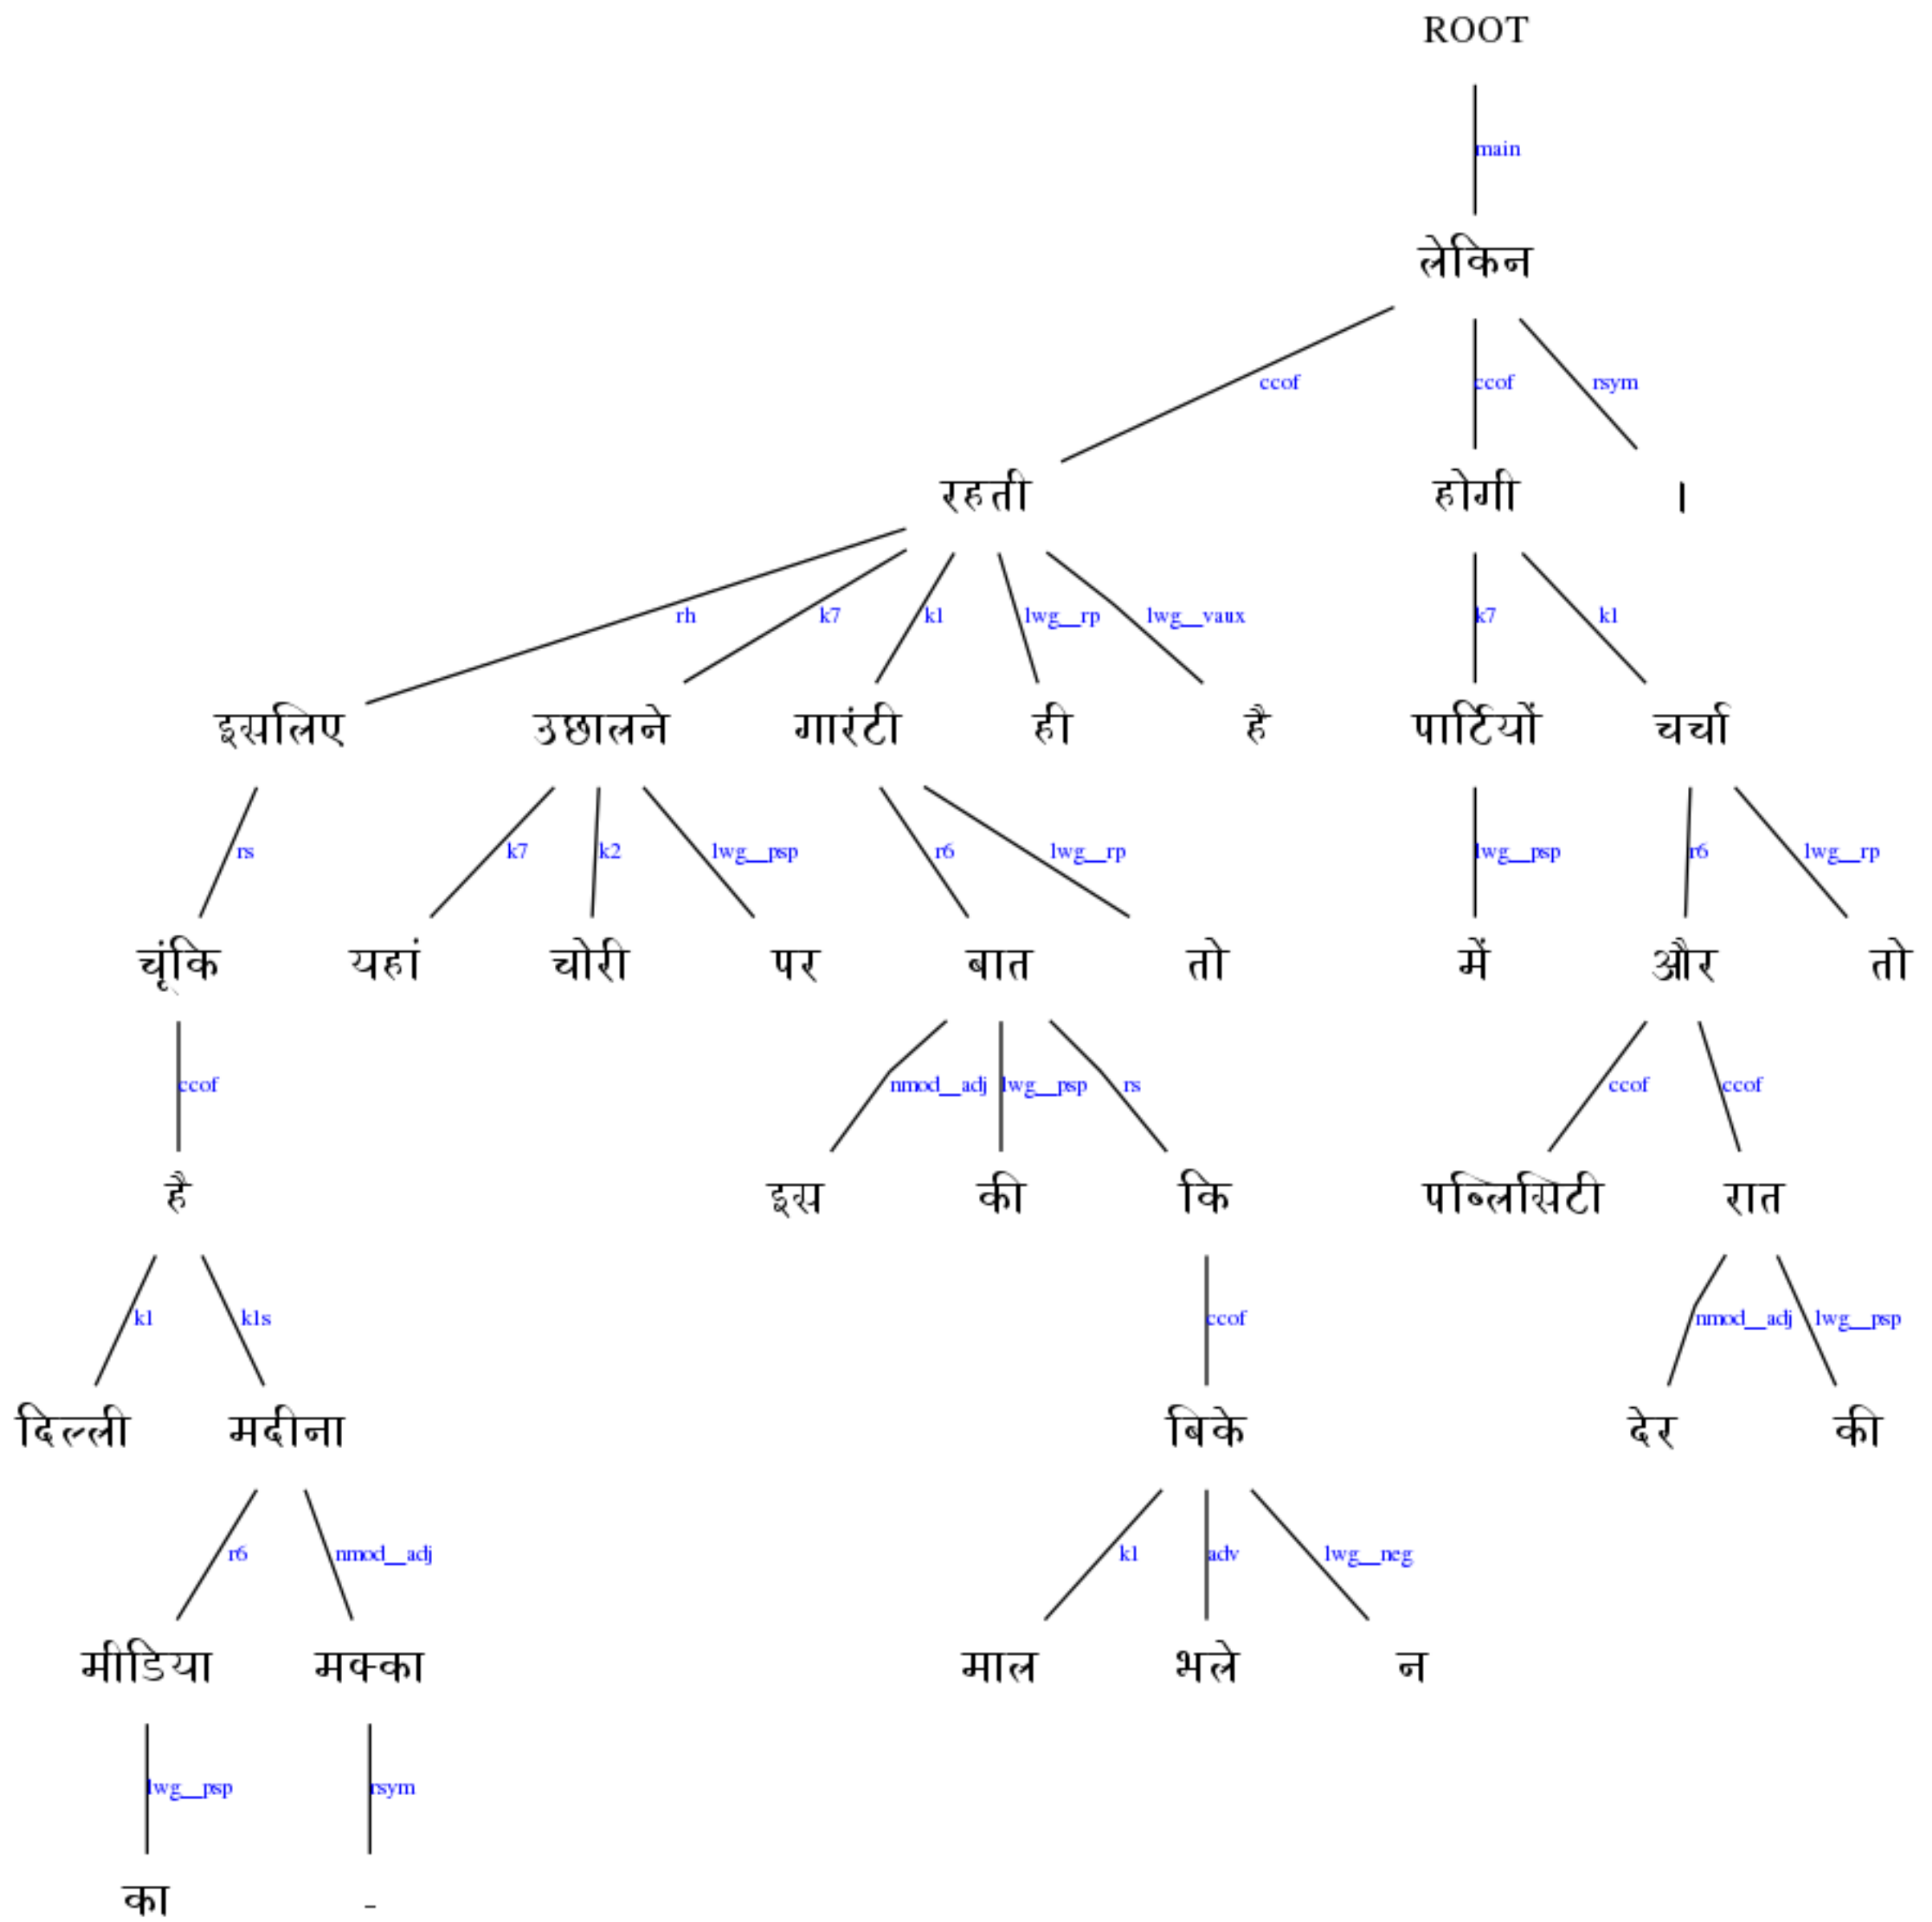 ROOT
main
लेकिन
ccof ccof rsym
रहती होगी ।
rh k7 k1 lwg__rp lwg__vaux k7 k1
इसलिए उछालने गारंटी ही है पार्टियों चर्चा
rs k7 k2 lwg__psp r6 lwg__rp lwg__psp r6 lwg__rp
चूंकि यहां चोरी पर बात तो में और तो
ccof nmod__adj lwg__psp rs ccof ccof
है इस की कि पब्लिसिटी रात
k1 k1s ccof nmod__adj lwg__psp
दिल्ली मदीना बिके देर की
r6 nmod__adj k1 adv lwg__neg
मीडिया मक्का माल भले न
lwg__psp rsym
का -